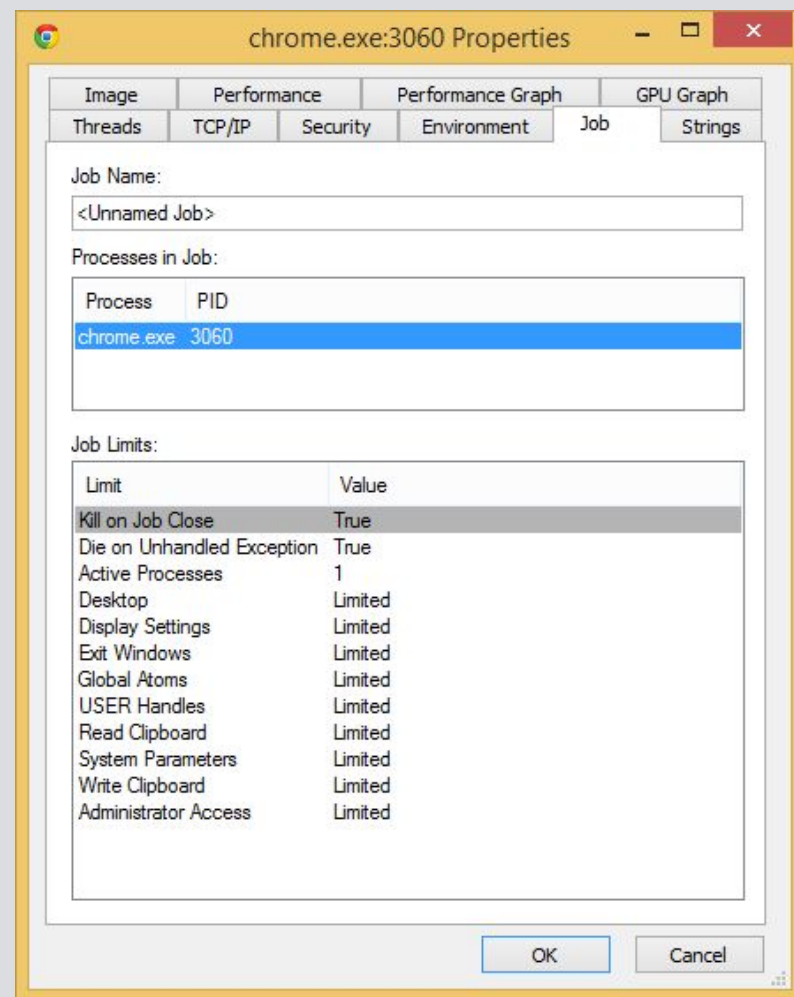 chrome.exe:3060 Properties
Image Performance Performance Graph GPU Graph
Threads TCP/IP Security Environment Job Strings
Job Name:
<Unnamed Job>
Processes in Job:
Process PID
chrome.exe 3060
Job Limits:
Limit Value
Kill on Job Close True
Die on Unhandled Exception True
Active Processes 1
Desktop Limited
Display Settings Limited
Exit Windows Limited
Global Atoms Limited
USER Handles Limited
Read Clipboard Limited
System Parameters Limited
Write Clipboard Limited
Administrator Access Limited
OK Cancel